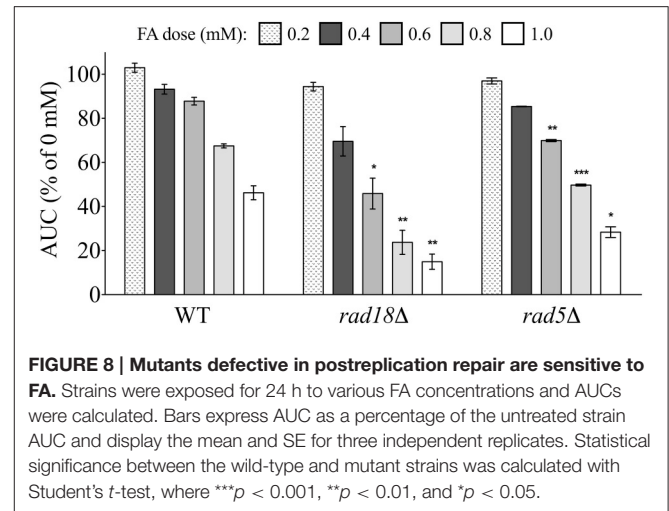 FA dose (mM): 0.2 0.4 0.6 0.8 1.0
AUC (% of 0 mM)
100
80
60
40
20
0
* ** ** ** *** *
WT rad18Δ rad5Δ
FIGURE 8 | Mutants defective in postreplication repair are sensitive to
FA. Strains were exposed for 24 h to various FA concentrations and AUCs
were calculated. Bars express AUC as a percentage of the untreated strain
AUC and display the mean and SE for three independent replicates. Statistical
significance between the wild-type and mutant strains was calculated with
Student's t-test, where ***p < 0.001, **p < 0.01, and *p < 0.05.